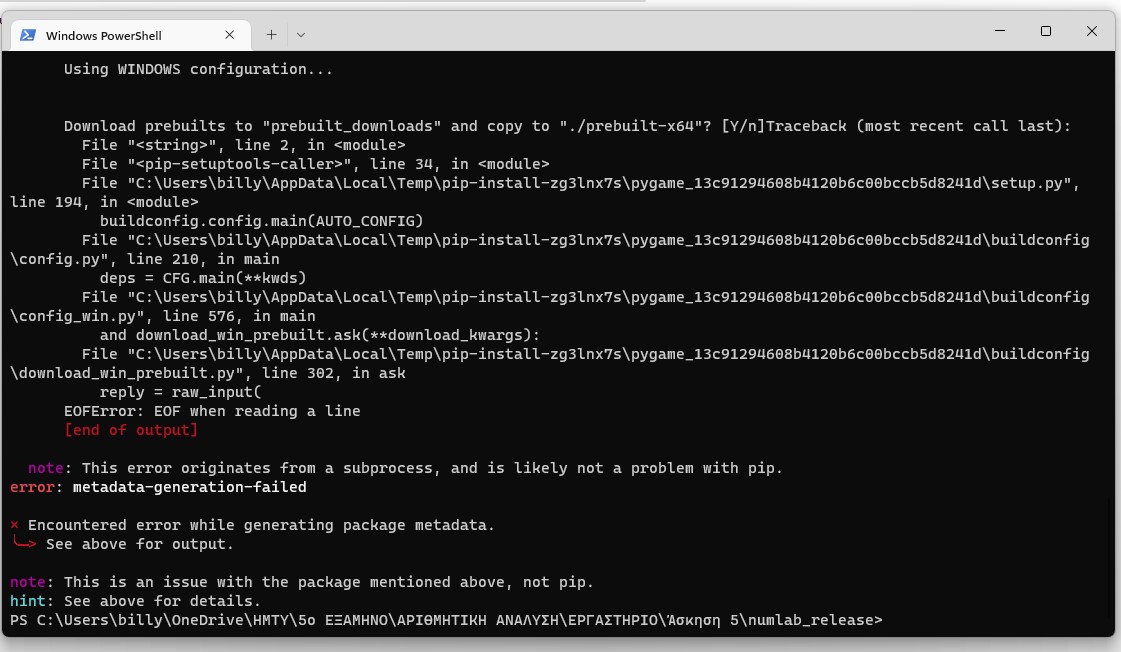 Windows PowerShell
Using WINDOWS configuration...
Download prebuilts to "prebuilt_downloads" and copy to "./prebuilt-x64"? [Y/n]Traceback (most recent call last):
File "<string>", line 2, in <module>
File "<pip-setuptools-caller>", line 34, in <module>
File "C:\Users\billy\AppData\Local\Temp\pip-install-zg3lnx7s\pygame_13c91294608b4120b6c00bccb5d8241d\setup.py",
line 194, in <module>
buildconfig.config.main(AUTO_CONFIG)
File "C:\Users\billy\AppData\Local\Temp\pip-install-zg3lnx7s\pygame_13c91294608b4120b6c00bccb5d8241d\buildconfig
\config.py", line 210, in main
deps = CFG.main(**kwds)
File "C:\Users\billy\AppData\Local\Temp\pip-install-zg3lnx7s\pygame_13c91294608b4120b6c00bccb5d8241d\buildconfig
\config_win.py", line 576, in main
and download_win_prebuilt.ask(**download_kwargs):
File "C:\Users\billy\AppData\Local\Temp\pip-install-zg3lnx7s\pygame_13c91294608b4120b6c00bccb5d8241d\buildconfig
\download_win_prebuilt.py", line 302, in ask
reply = raw_input(
EOFError: EOF when reading a line
[end of output]
note: This error originates from a subprocess, and is likely not a problem with pip.
error: metadata-generation-failed
× Encountered error while generating package metadata.
╰─> See above for output.
note: This is an issue with the package mentioned above, not pip.
hint: See above for details.
PS C:\Users\billy\OneDrive\ΗΜΤΥ\5ο ΕΞΑΜΗΝΟ\ΑΡΙΘΜΗΤΙΚΗ ΑΝΑΛΥΣΗ\ΕΡΓΑΣΤΗΡΙΟ\Άσκηση 5\numlab_release>